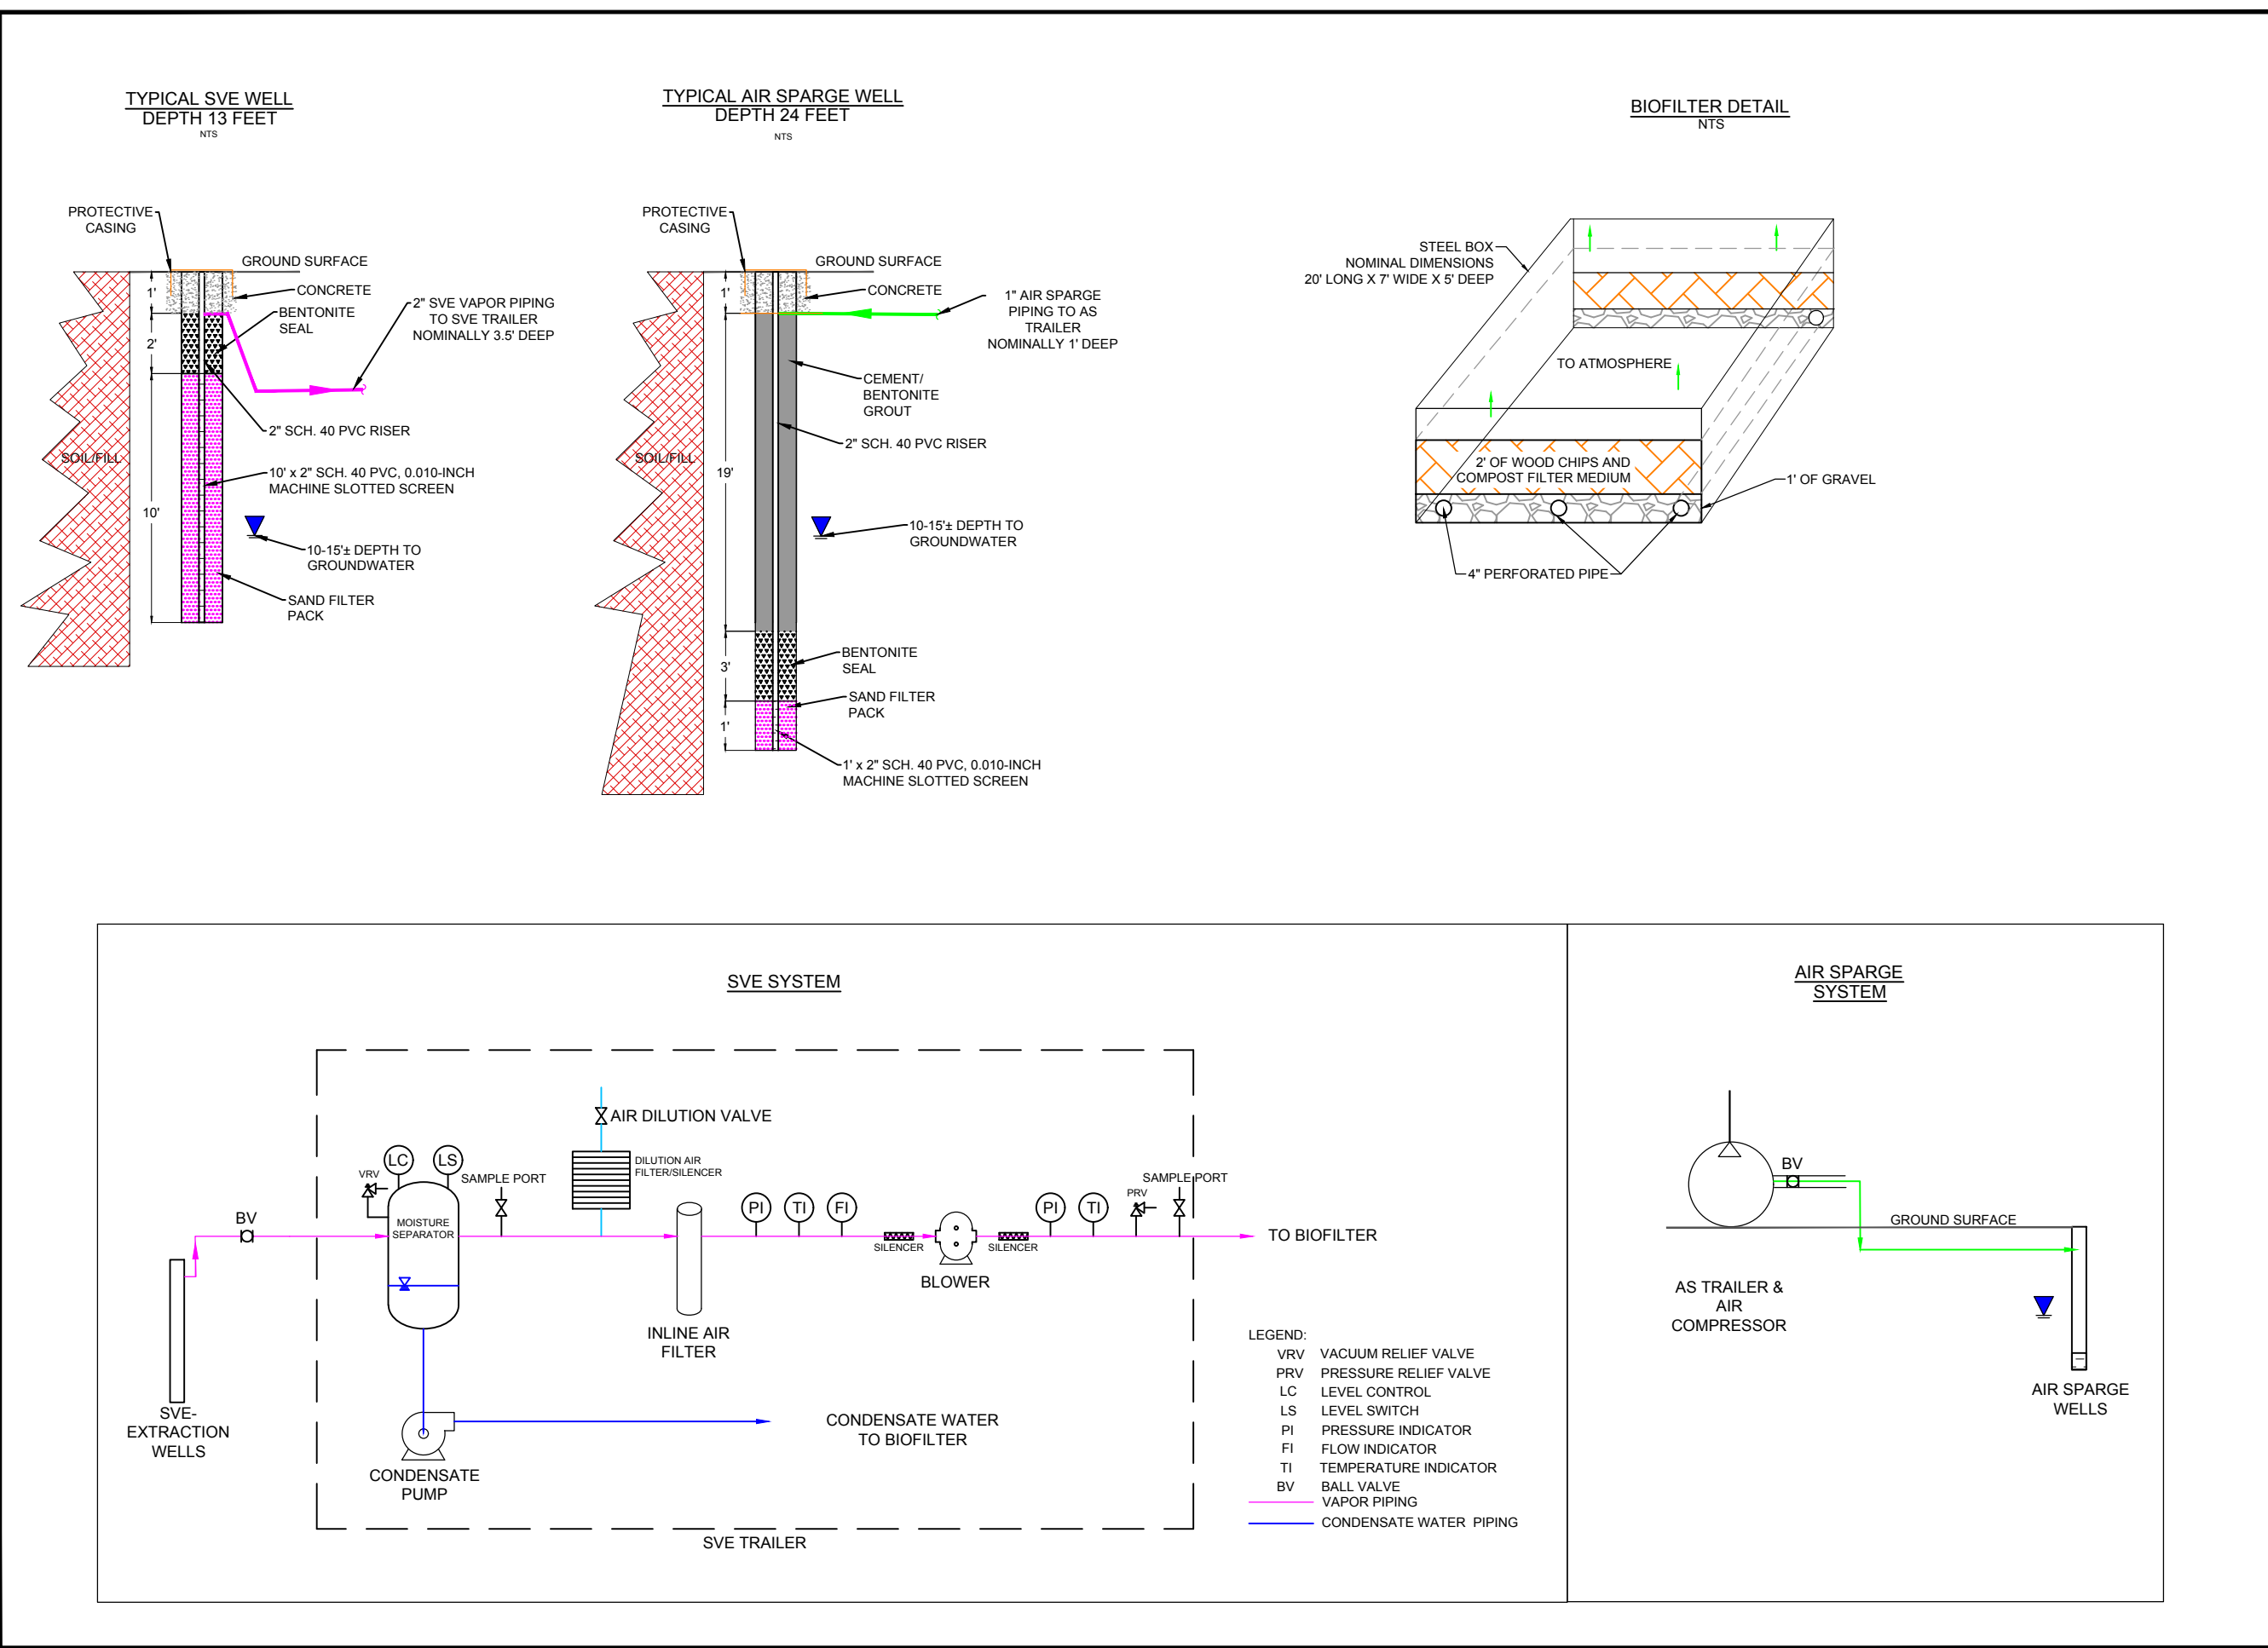 TYPICAL SVE WELL
DEPTH 13 FEET
NTS
PROTECTIVE
CASING
GROUND SURFACE
CONCRETE
BENTONITE
SEAL
2" SVE VAPOR PIPING
TO SVE TRAILER
NOMINALLY 3.5' DEEP
1'
2'
10'
SOIL/FILL
2" SCH. 40 PVC RISER
10' x 2" SCH. 40 PVC, 0.010-INCH
MACHINE SLOTTED SCREEN
10-15'± DEPTH TO
GROUNDWATER
SAND FILTER
PACK
TYPICAL AIR SPARGE WELL
DEPTH 24 FEET
NTS
PROTECTIVE
CASING
GROUND SURFACE
CONCRETE
1" AIR SPARGE
PIPING TO AS
TRAILER
NOMINALLY 1' DEEP
1'
19'
3'
1'
SOIL/FILL
CEMENT/
BENTONITE
GROUT
2" SCH. 40 PVC RISER
10-15'± DEPTH TO
GROUNDWATER
BENTONITE
SEAL
SAND FILTER
PACK
1' x 2" SCH. 40 PVC, 0.010-INCH
MACHINE SLOTTED SCREEN
BIOFILTER DETAIL
NTS
STEEL BOX
NOMINAL DIMENSIONS
20' LONG X 7' WIDE X 5' DEEP
TO ATMOSPHERE
2' OF WOOD CHIPS AND
COMPOST FILTER MEDIUM
1' OF GRAVEL
4" PERFORATED PIPE
SVE SYSTEM
AIR DILUTION VALVE
DILUTION AIR
FILTER/SILENCER
VRV
LC
LS
SAMPLE PORT
BV
MOISTURE
SEPARATOR
PI
TI
FI
SILENCER
SILENCER
BLOWER
PI
TI
PRV
SAMPLE PORT
TO BIOFILTER
INLINE AIR
FILTER
SVE-
EXTRACTION
WELLS
CONDENSATE
PUMP
CONDENSATE WATER
TO BIOFILTER
SVE TRAILER
LEGEND:
VRV VACUUM RELIEF VALVE
PRV PRESSURE RELIEF VALVE
LC LEVEL CONTROL
LS LEVEL SWITCH
PI PRESSURE INDICATOR
FI FLOW INDICATOR
TI TEMPERATURE INDICATOR
BV BALL VALVE
VAPOR PIPING
CONDENSATE WATER PIPING
AIR SPARGE
SYSTEM
BV
GROUND SURFACE
AS TRAILER &
AIR
COMPRESSOR
AIR SPARGE
WELLS